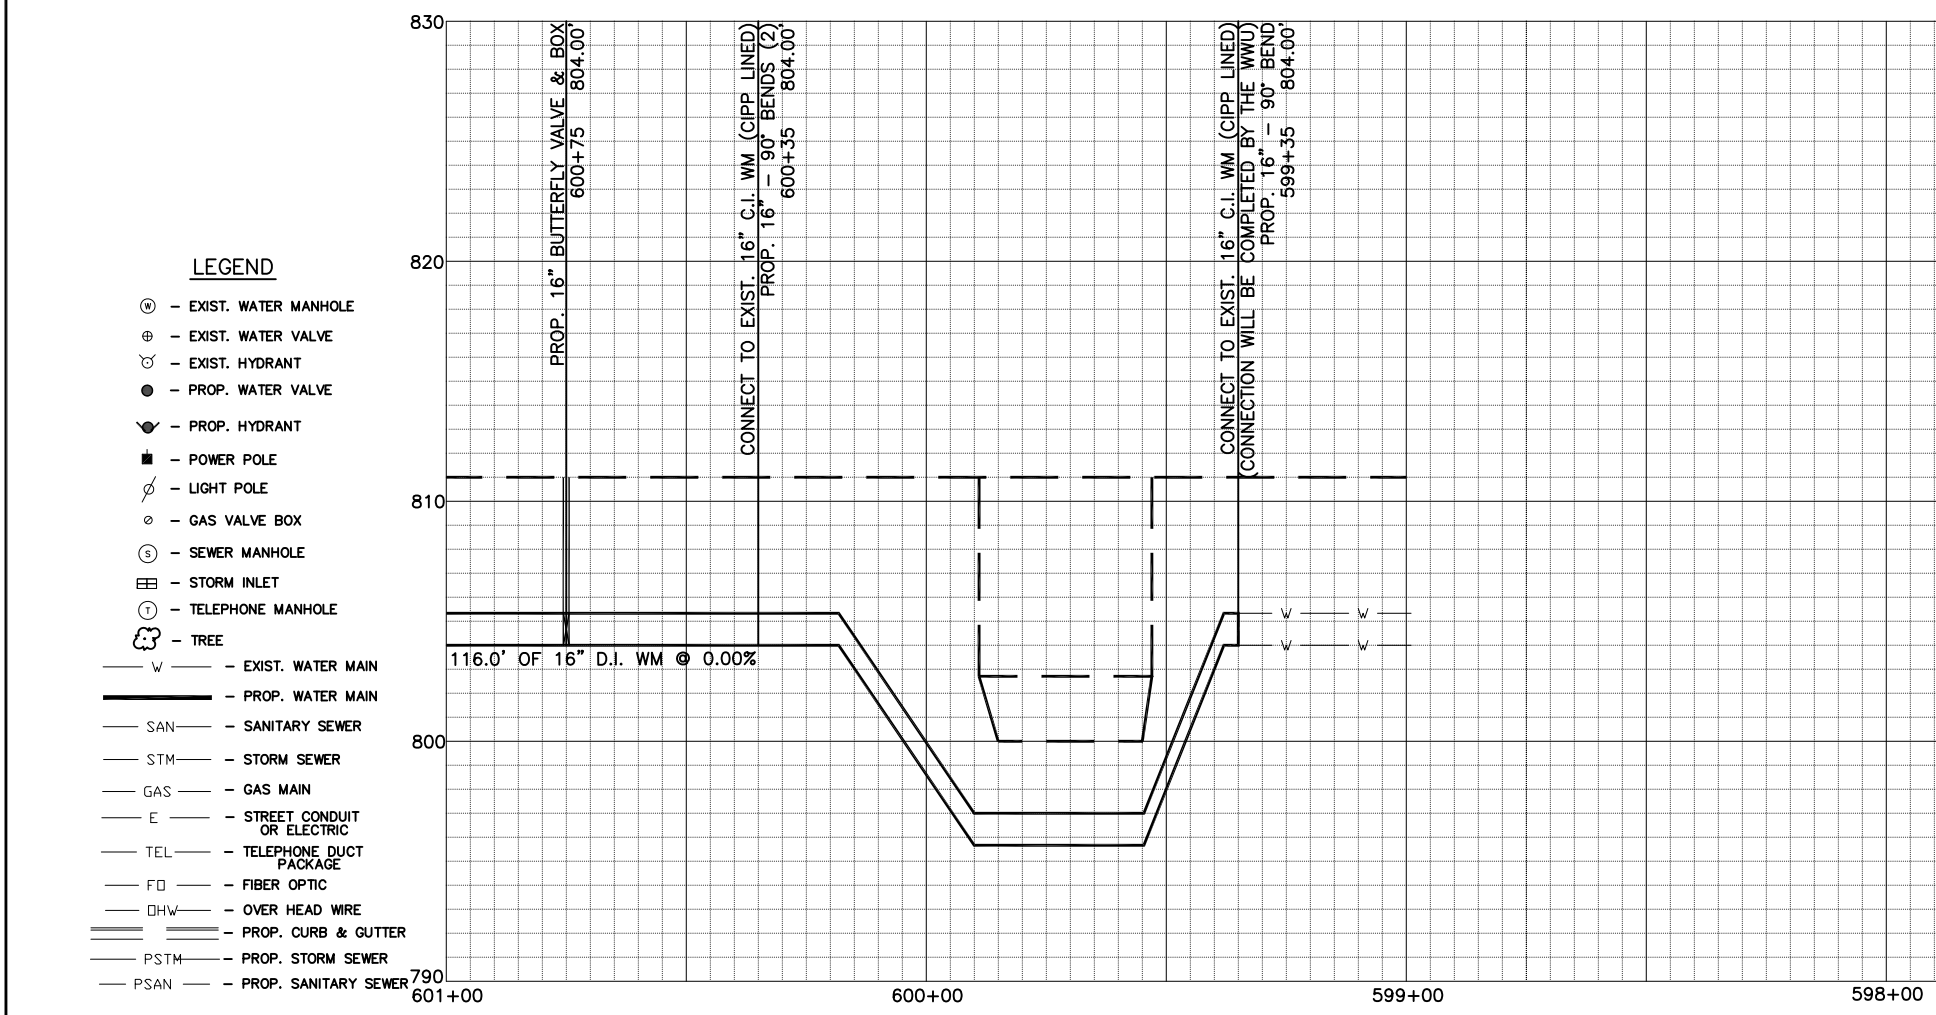 LEGEND
W – EXIST. WATER MANHOLE
– EXIST. WATER VALVE
– EXIST. HYDRANT
– PROP. WATER VALVE
– PROP. HYDRANT
– POWER POLE
– LIGHT POLE
– GAS VALVE BOX
S – SEWER MANHOLE
– STORM INLET
T – TELEPHONE MANHOLE
– TREE
W – EXIST. WATER MAIN
– PROP. WATER MAIN
SAN – SANITARY SEWER
STM – STORM SEWER
GAS – GAS MAIN
E – STREET CONDUIT
OR ELECTRIC
TEL – TELEPHONE DUCT
PACKAGE
FO – FIBER OPTIC
OHW – OVER HEAD WIRE
– PROP. CURB & GUTTER
PSTM – PROP. STORM SEWER
PSAN – PROP. SANITARY SEWER
830
820
810
800
790
PROP. 16" BUTTERFLY VALVE & BOX
600+75 804.00'
CONNECT TO EXIST. 16" C.I. WM (CIPP LINED)
PROP. 16" – 90° BENDS (2)
600+35 804.00'
CONNECT TO EXIST. 16" C.I. WM (CIPP LINED)
(CONNECTION WILL BE COMPLETED BY THE WWU)
PROP. 16" – 90° BEND
599+35 804.00'
116.0' OF 16" D.I. WM @ 0.00%
W W
W W
601+00 600+00 599+00 598+00